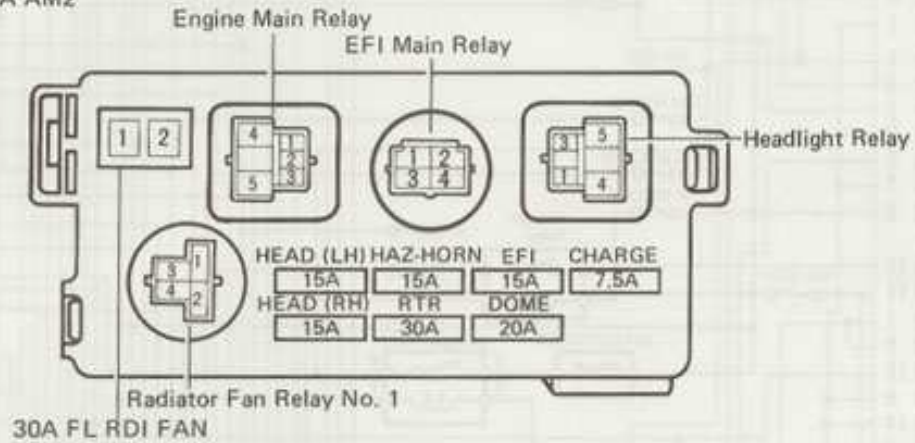 A AM2
Engine Main Relay
EFI Main Relay
1 2
4 1
2
5 3
1 2
3 4
3 5
1 4
Headlight Relay
HEAD (LH) HAZ-HORN EFI CHARGE
15A 15A 15A 7.5A
3 1
4 2
HEAD (RH) RTR DOME
15A 30A 20A
Radiator Fan Relay No. 1
30A FL RDI FAN